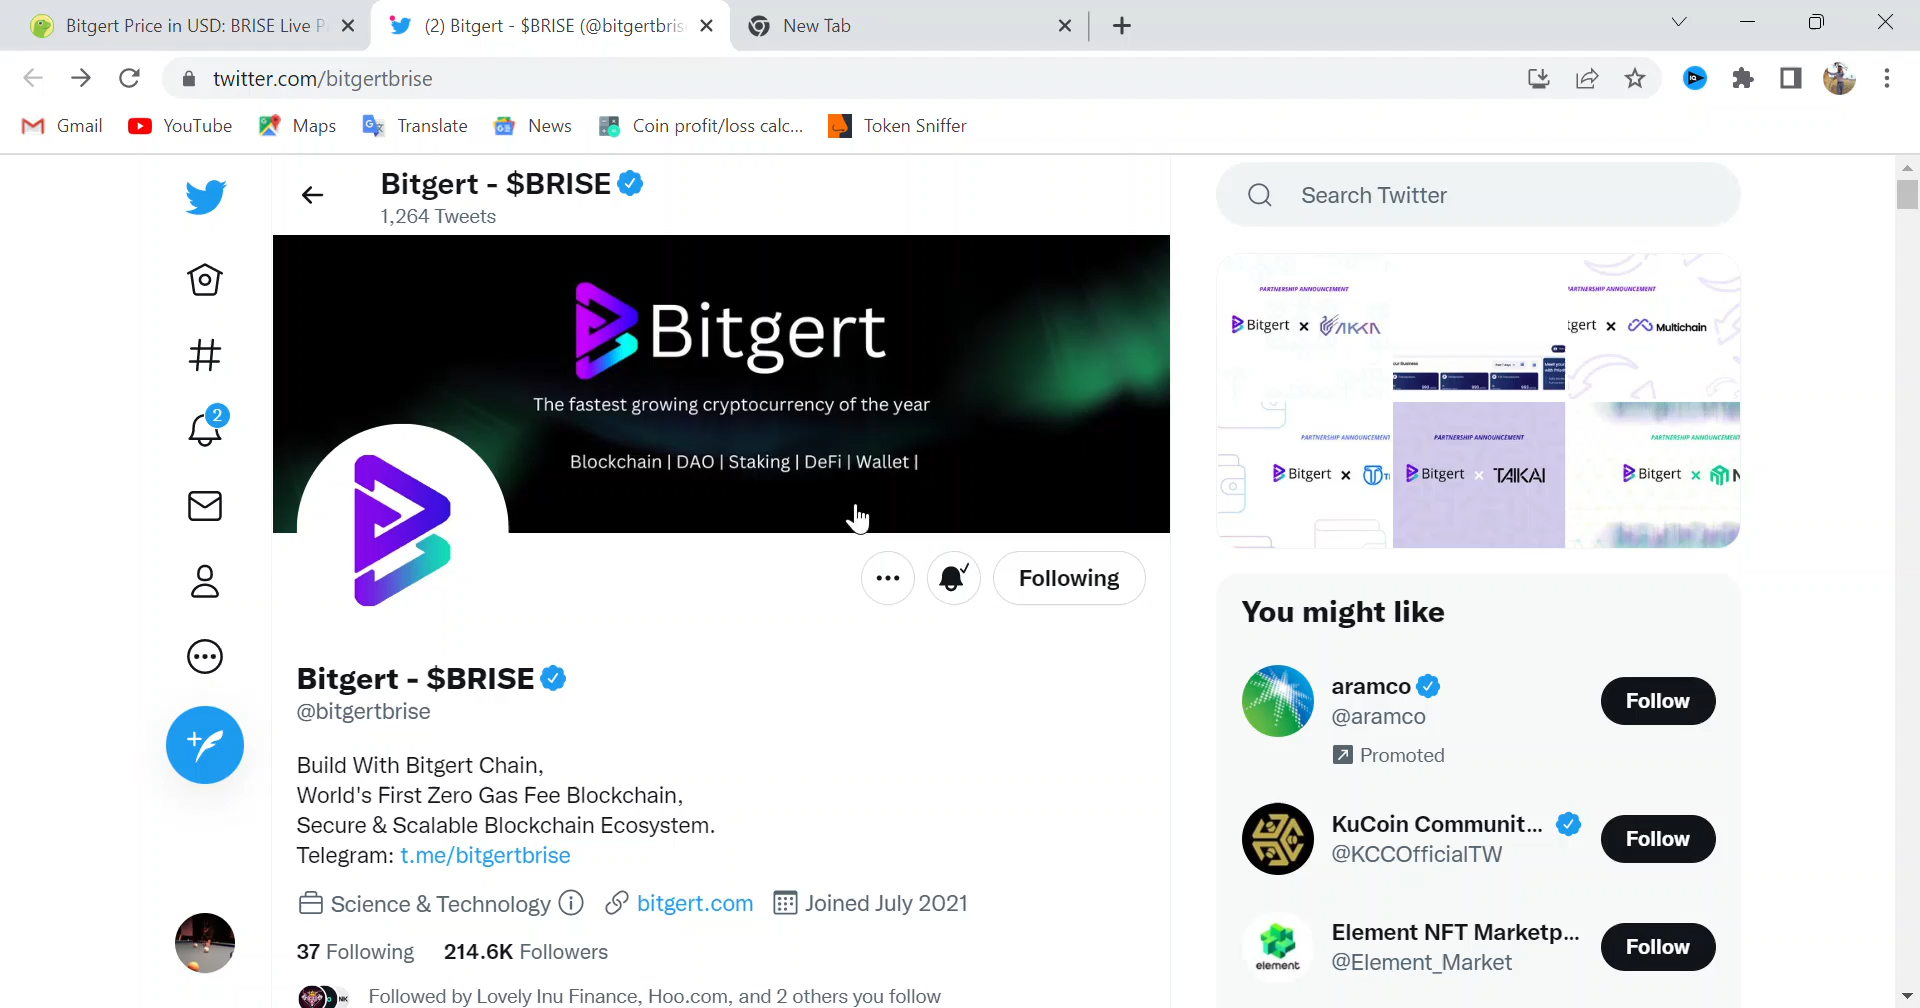 Bitgert Price in USD: BRISE Live P
(2) Bitgert - $BRISE (@bitgertbris
New Tab
twitter.com/bitgertbrise
Gmail
YouTube
Maps
Translate
News
Coin profit/loss calc...
Token Sniffer
Bitgert - $BRISE
1,264 Tweets
Search Twitter
Bitgert
The fastest growing cryptocurrency of the year
Blockchain | DAO | Staking | DeFi | Wallet |
2
Following
Bitgert - $BRISE
@bitgertbrise
Build With Bitgert Chain,
World's First Zero Gas Fee Blockchain,
Secure & Scalable Blockchain Ecosystem.
Telegram: t.me/bitgertbrise
Science & Technology
bitgert.com
Joined July 2021
37 Following 214.6K Followers
Followed by Lovely Inu Finance, Hoo.com, and 2 others you follow
PARTNERSHIP ANNOUNCEMENT
Bitgert x
ARTNERSHIP ANNOUNCEMENT
tgert x Multichain
PARTNERSHIP ANNOUNCEMENT
Bitgert x
PARTNERSHIP ANNOUNCEMENT
Bitgert x TAIKAI
PARTNERSHIP ANNOUNCEMENT
Bitgert x N
You might like
aramco
@aramco
Promoted
Follow
KuCoin Communit...
@KCCOfficialTW
Follow
element
Element NFT Marketp...
@Element_Market
Follow